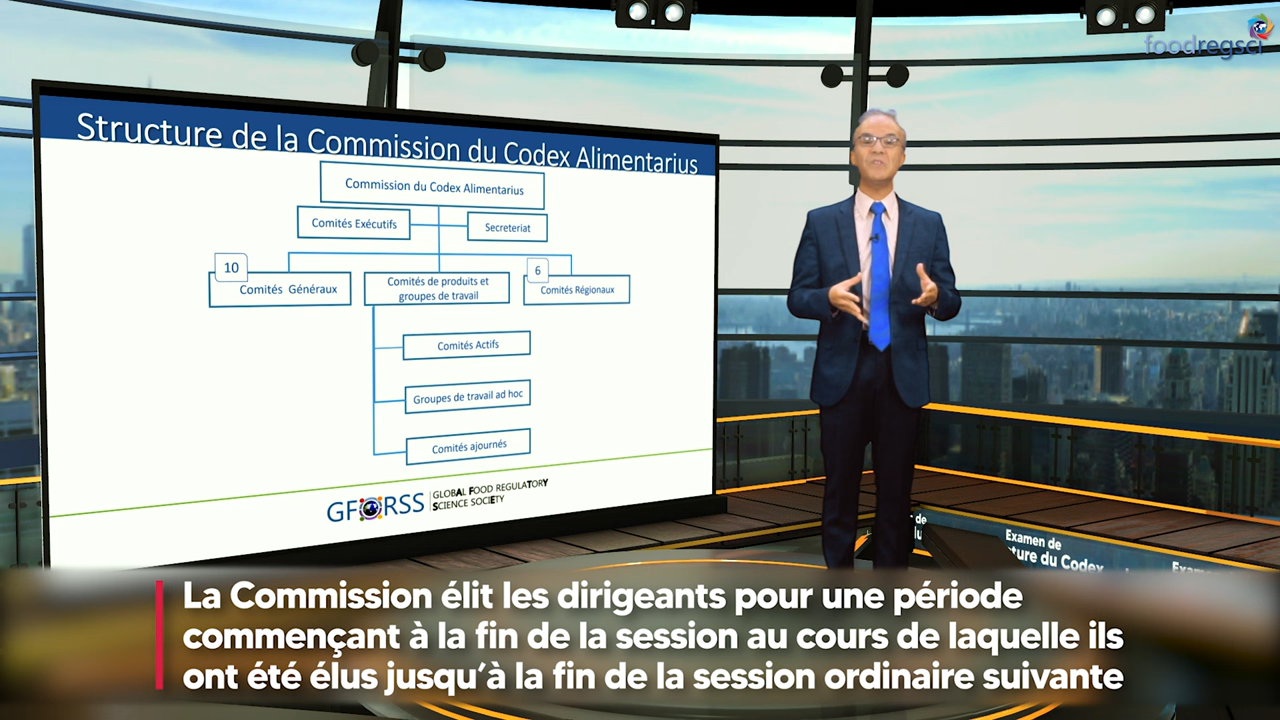 foodregsci
Structure de la Commission du Codex Alimentarius
Commission du Codex Alimentarius
Comités Exécutifs
Secreteriat
10
Comités Généraux
Comités de produits et
groupes de travail
6
Comités Régionaux
Comités Actifs
Groupes de travail ad hoc
Comités ajournés
GFORSS
GLOBAL FOOD REGULATORY
SCIENCE SOCIETY
Examen de
ture du Codex
La Commission élit les dirigeants pour une période
commençant à la fin de la session au cours de laquelle ils
ont été élus jusqu'à la fin de la session ordinaire suivante